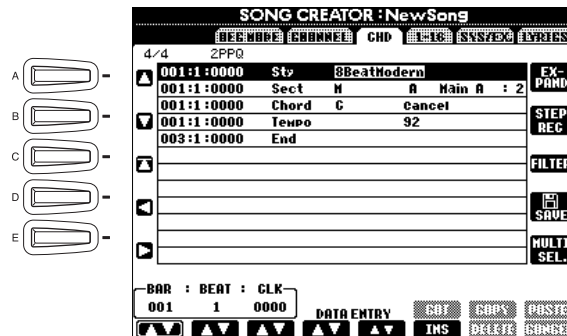 SONG CREATOR : NewSong
REC MODE CHANNEL CHD 1-16 SYS/EX. LYRICS
4/4 2PPQ
A
B
C
D
E
001:1:0000 Sty 8BeatModern
001:1:0000 Sect M A Main A : 2
001:1:0000 Chord C Cancel
001:1:0000 Tempo 92
003:1:0000 End
EX-
PAND
STEP
REC
FILTER
SAVE
MULTI
SEL.
BAR : BEAT : CLK
001 1 0000
DATA ENTRY
CUT COPY PASTE
INS DELETE CANCEL